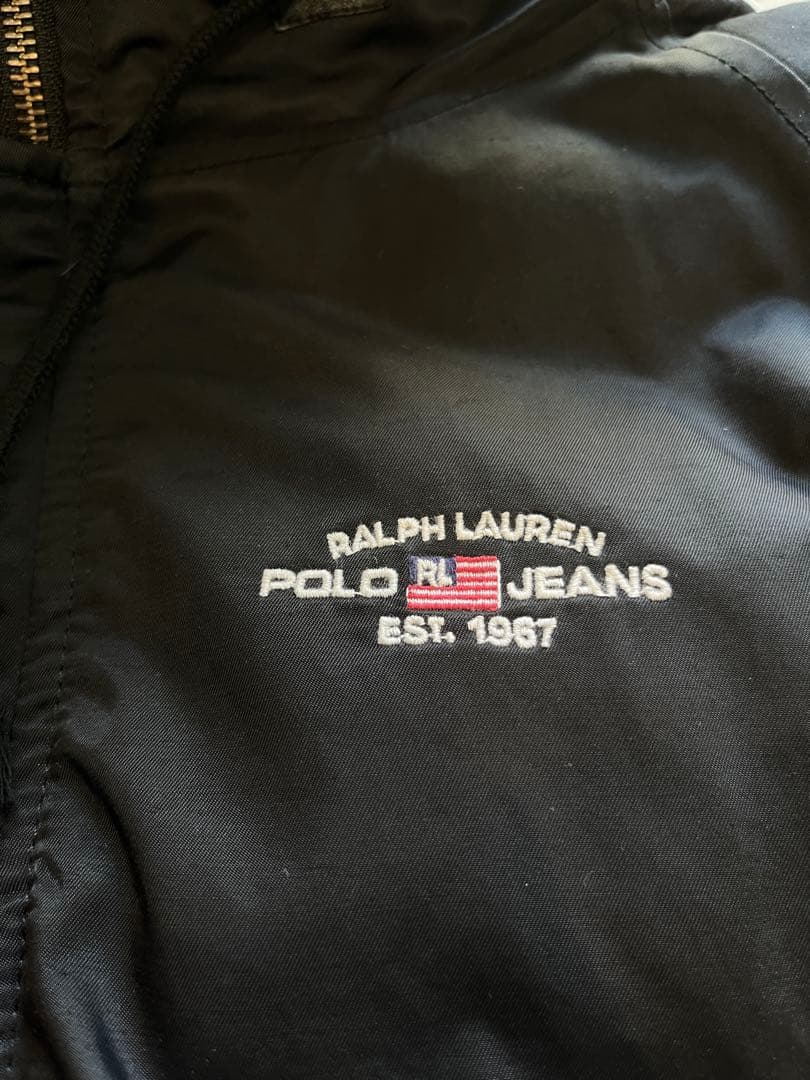 RALPH LAUREN
POLO RL JEANS
EST. 1967